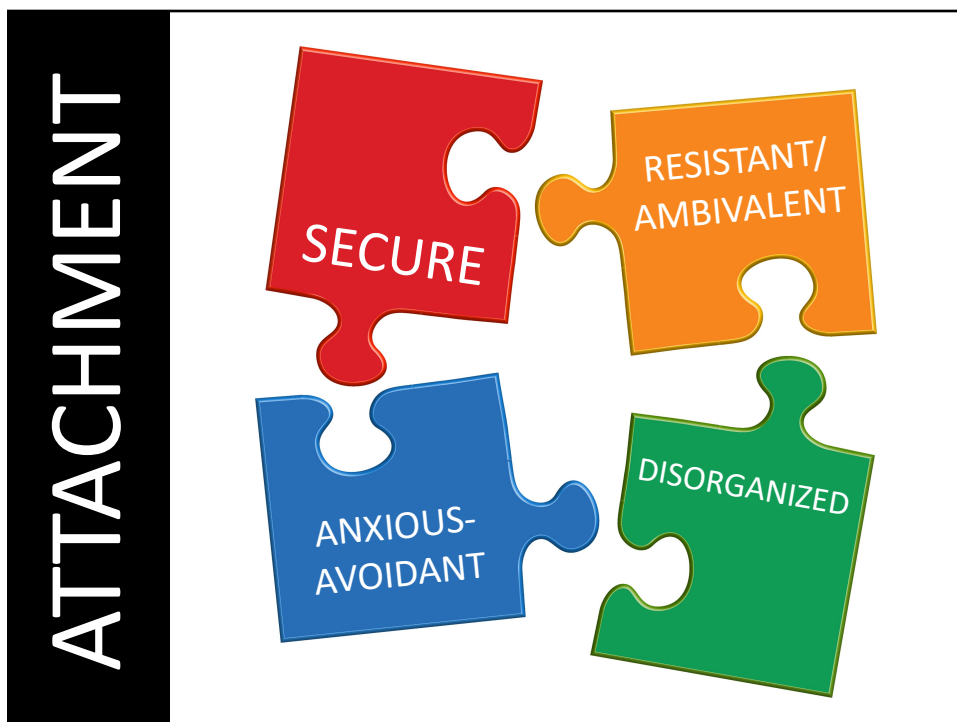 ATTACHMENT
SECURE
RESISTANT/
AMBIVALENT
ANXIOUS-
AVOIDANT
DISORGANIZED